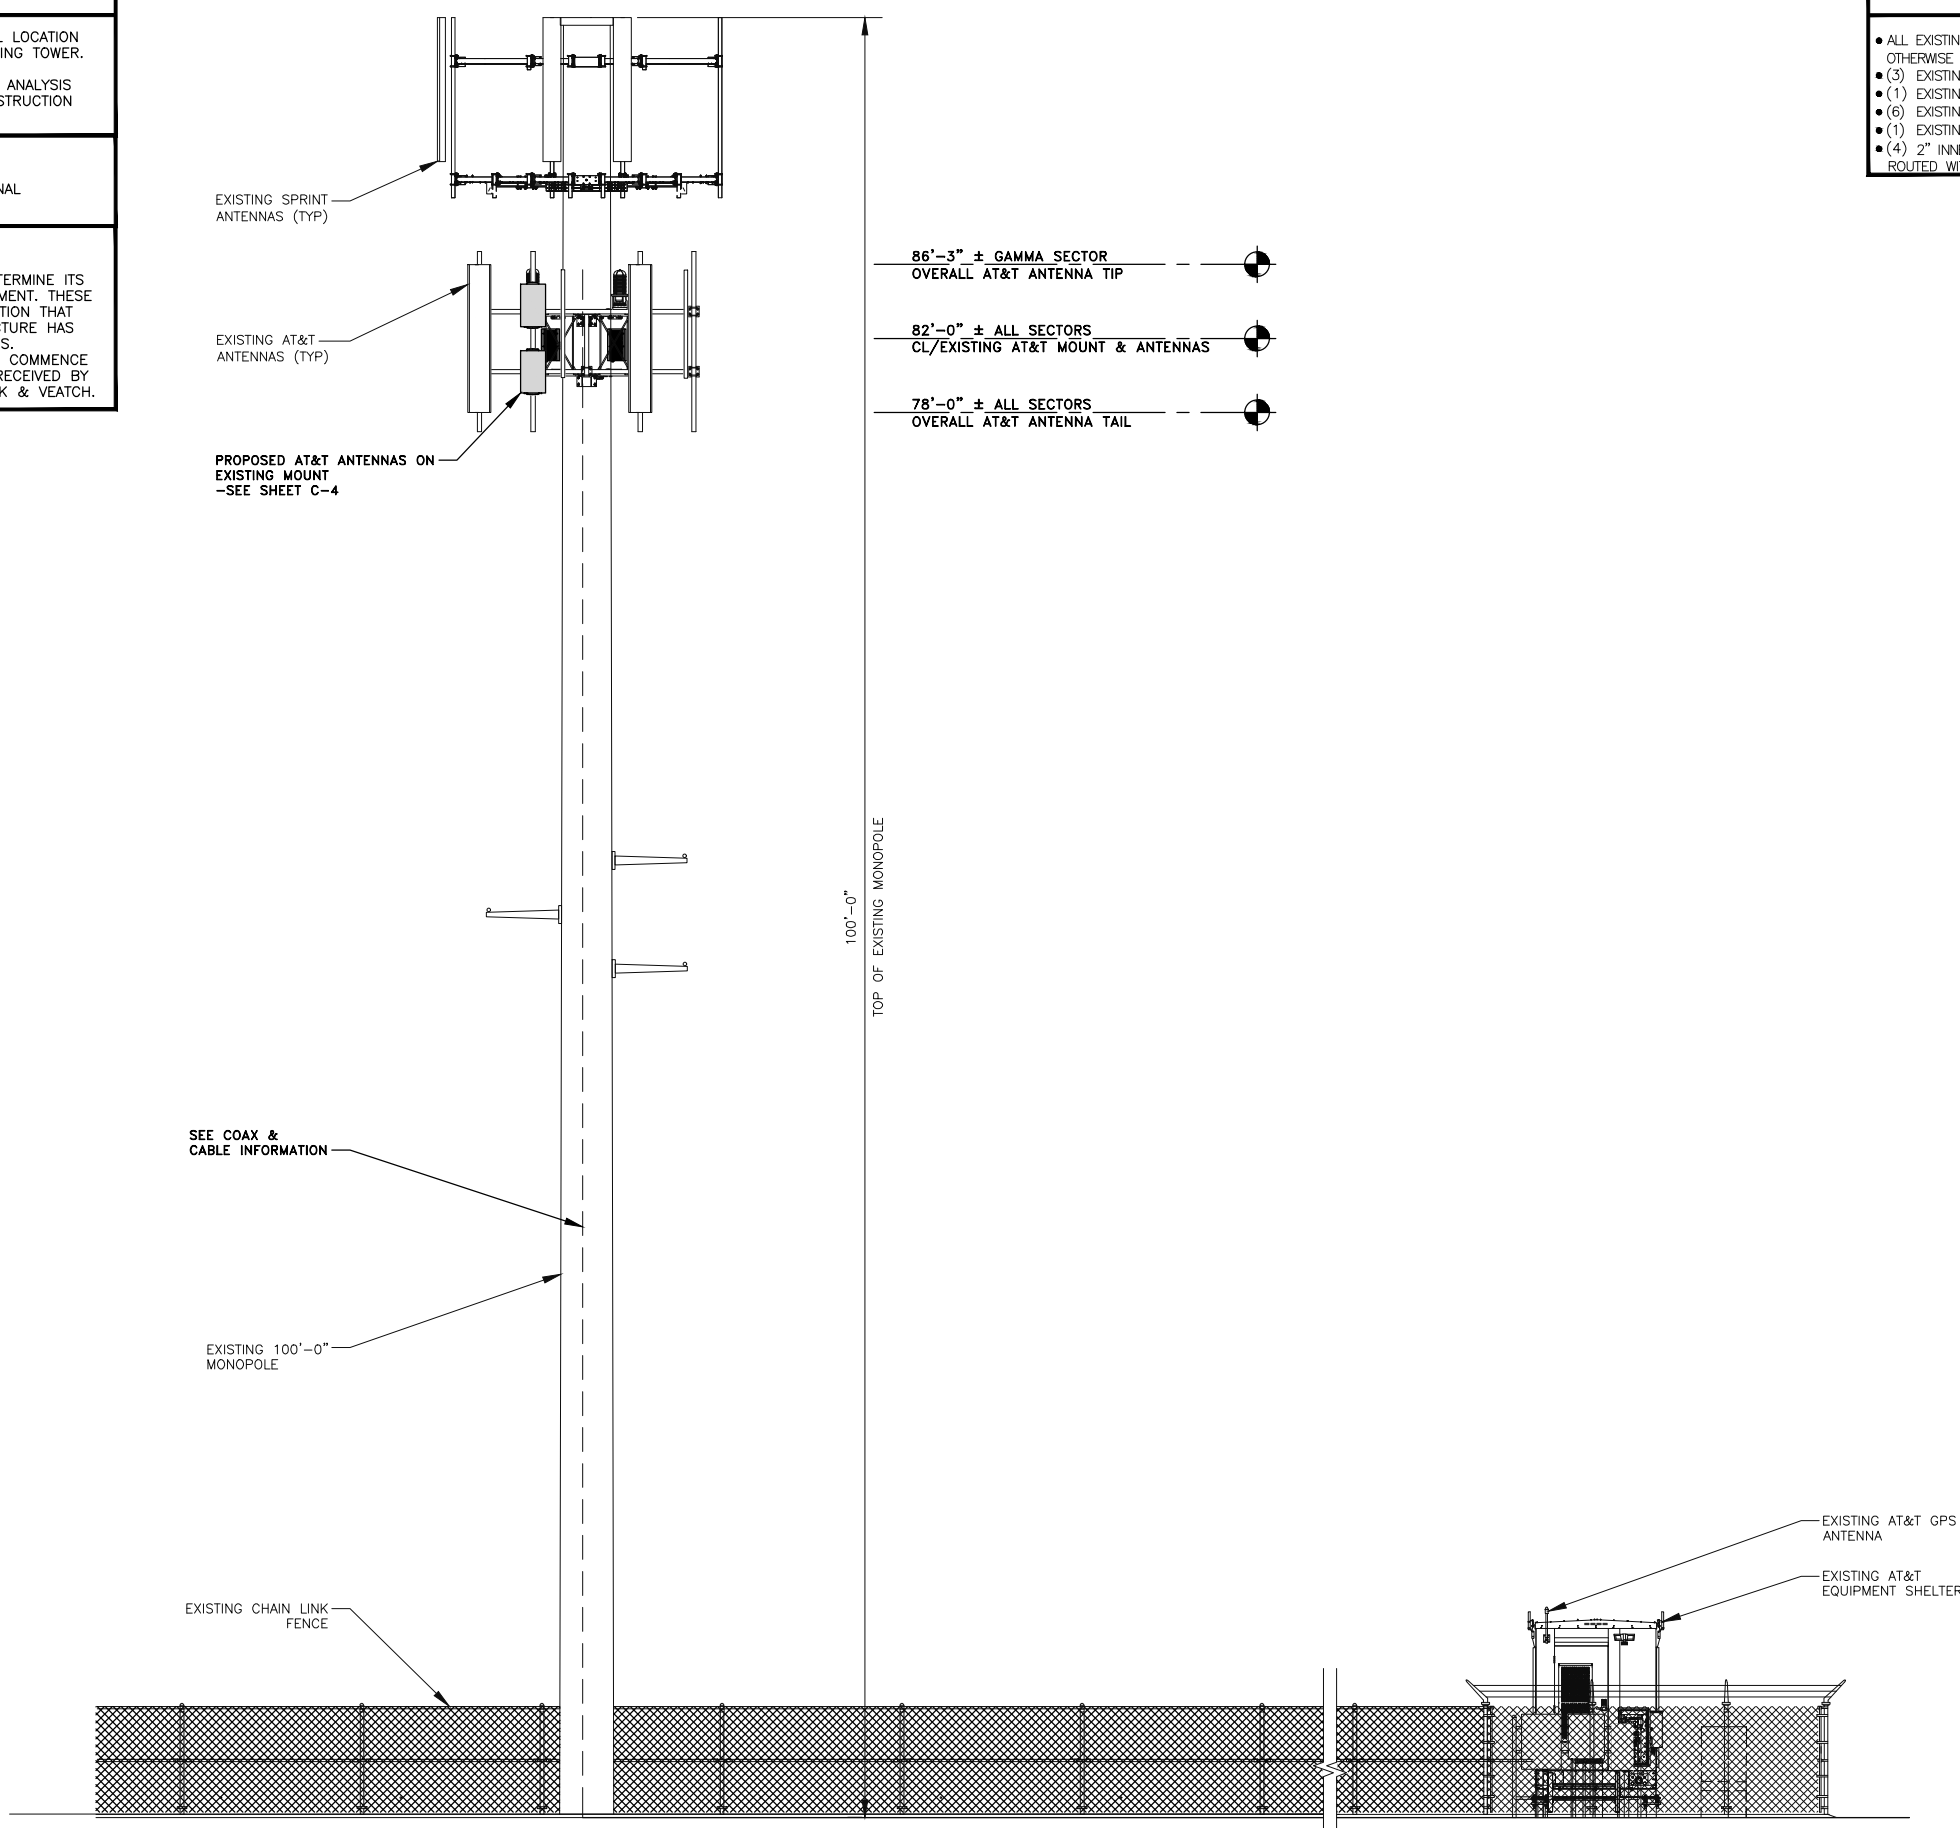 LOCATION
ING TOWER.
ANALYSIS
STRUCTION
NAL
TERMINE ITS
MENT. THESE
TION THAT
CTURE HAS
S.
COMMENCE
RECEIVED BY
K & VEATCH.
• ALL EXISTIN
OTHERWISE
• (3) EXISTIN
• (1) EXISTIN
• (6) EXISTIN
• (1) EXISTIN
• (4) 2" INN
ROUTED WI
EXISTING SPRINT
ANTENNAS (TYP)
EXISTING AT&T
ANTENNAS (TYP)
PROPOSED AT&T ANTENNAS ON
EXISTING MOUNT
-SEE SHEET C-4
86'-3" ± GAMMA SECTOR
OVERALL AT&T ANTENNA TIP
82'-0" ± ALL SECTORS
CL/EXISTING AT&T MOUNT & ANTENNAS
78'-0" ± ALL SECTORS
OVERALL AT&T ANTENNA TAIL
100'-0"
TOP OF EXISTING MONOPOLE
SEE COAX &
CABLE INFORMATION
EXISTING 100'-0"
MONOPOLE
EXISTING CHAIN LINK
FENCE
EXISTING AT&T GPS
ANTENNA
EXISTING AT&T
EQUIPMENT SHELTER